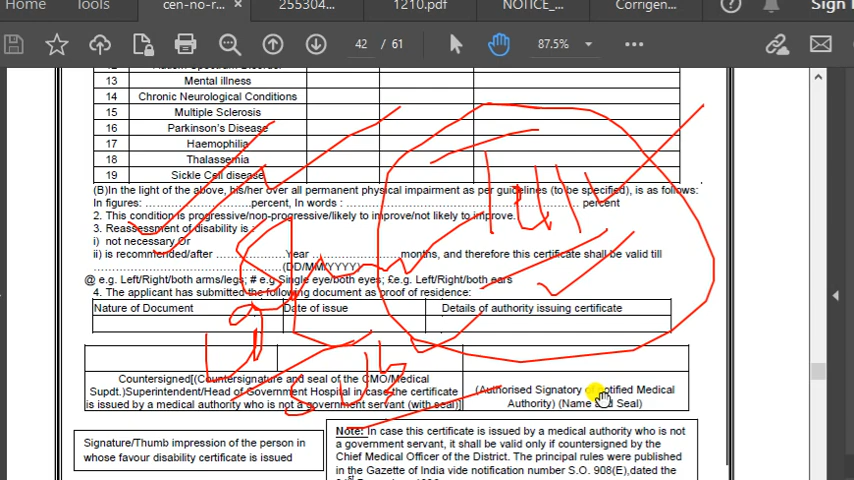 Home
Tools
cen-no-r... ×
255304...
1210.pdf
NOTICE_...
Corrigen...
Sign
42 / 61
87.5%
13 Mental illness
14 Chronic Neurological Conditions
15 Multiple Sclerosis
16 Parkinson's Disease
17 Haemophilia
18 Thalassemia
19 Sickle Cell disease
(B)In the light of the above, his/her over all permanent physical impairment as per guidelines (to be specified), is as follows:
In figures: ........................percent, In words : ........................................................ percent
2. This condition is progressive/non-progressive/likely to improve/not likely to improve.
3. Reassessment of disability is :
i) not necessary Or
ii) is recommended/after ..................Year .......................months, and therefore this certificate shall be valid till
....................................(DD/MM/YYYY)
@ e.g. Left/Right/both arms/legs; # e.g Single eye/both eyes; £e.g. Left/Right/both ears
4. The applicant has submitted the following document as proof of residence:
Nature of Document Date of issue Details of authority issuing certificate
Countersigned[(Countersignature and seal of the CMO/Medical
Supdt.)Superintendent/Head of Government Hospital in case the certificate
is issued by a medical authority who is not a government servant (with seal)]
(Authorised Signatory of notified Medical
Authority) (Name and Seal)
Signature/Thumb impression of the person in
whose favour disability certificate is issued
Note: In case this certificate is issued by a medical authority who is not
a government servant, it shall be valid only if countersigned by the
Chief Medical Officer of the District. The principal rules were published
in the Gazette of India vide notification number S.O. 908(E),dated the